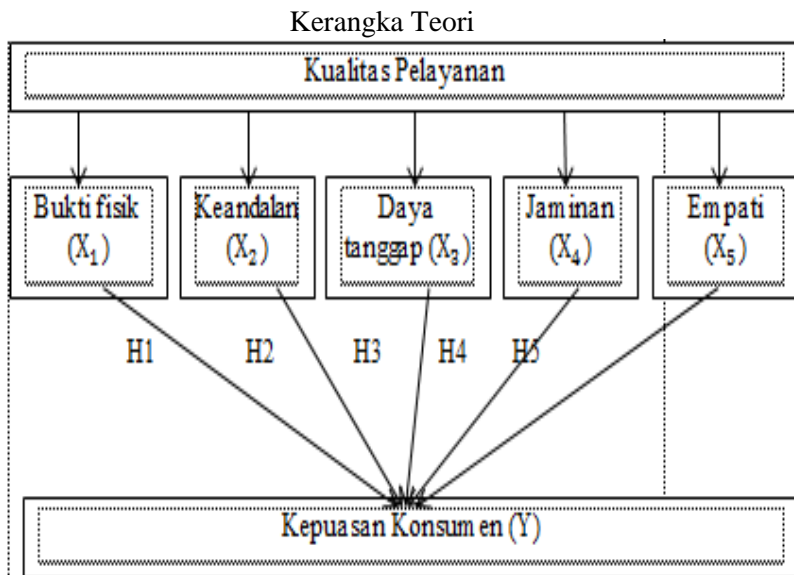 Kerangka Teori
Kualitas Pelayanan
Bukti fisik
(X₁)
Keandalan
(X₂)
Daya
tanggap (X₃)
Jaminan
(X₄)
Empati
(X₅)
H1
H2
H3
H4
H5
Kepuasan Konsumen (Y)